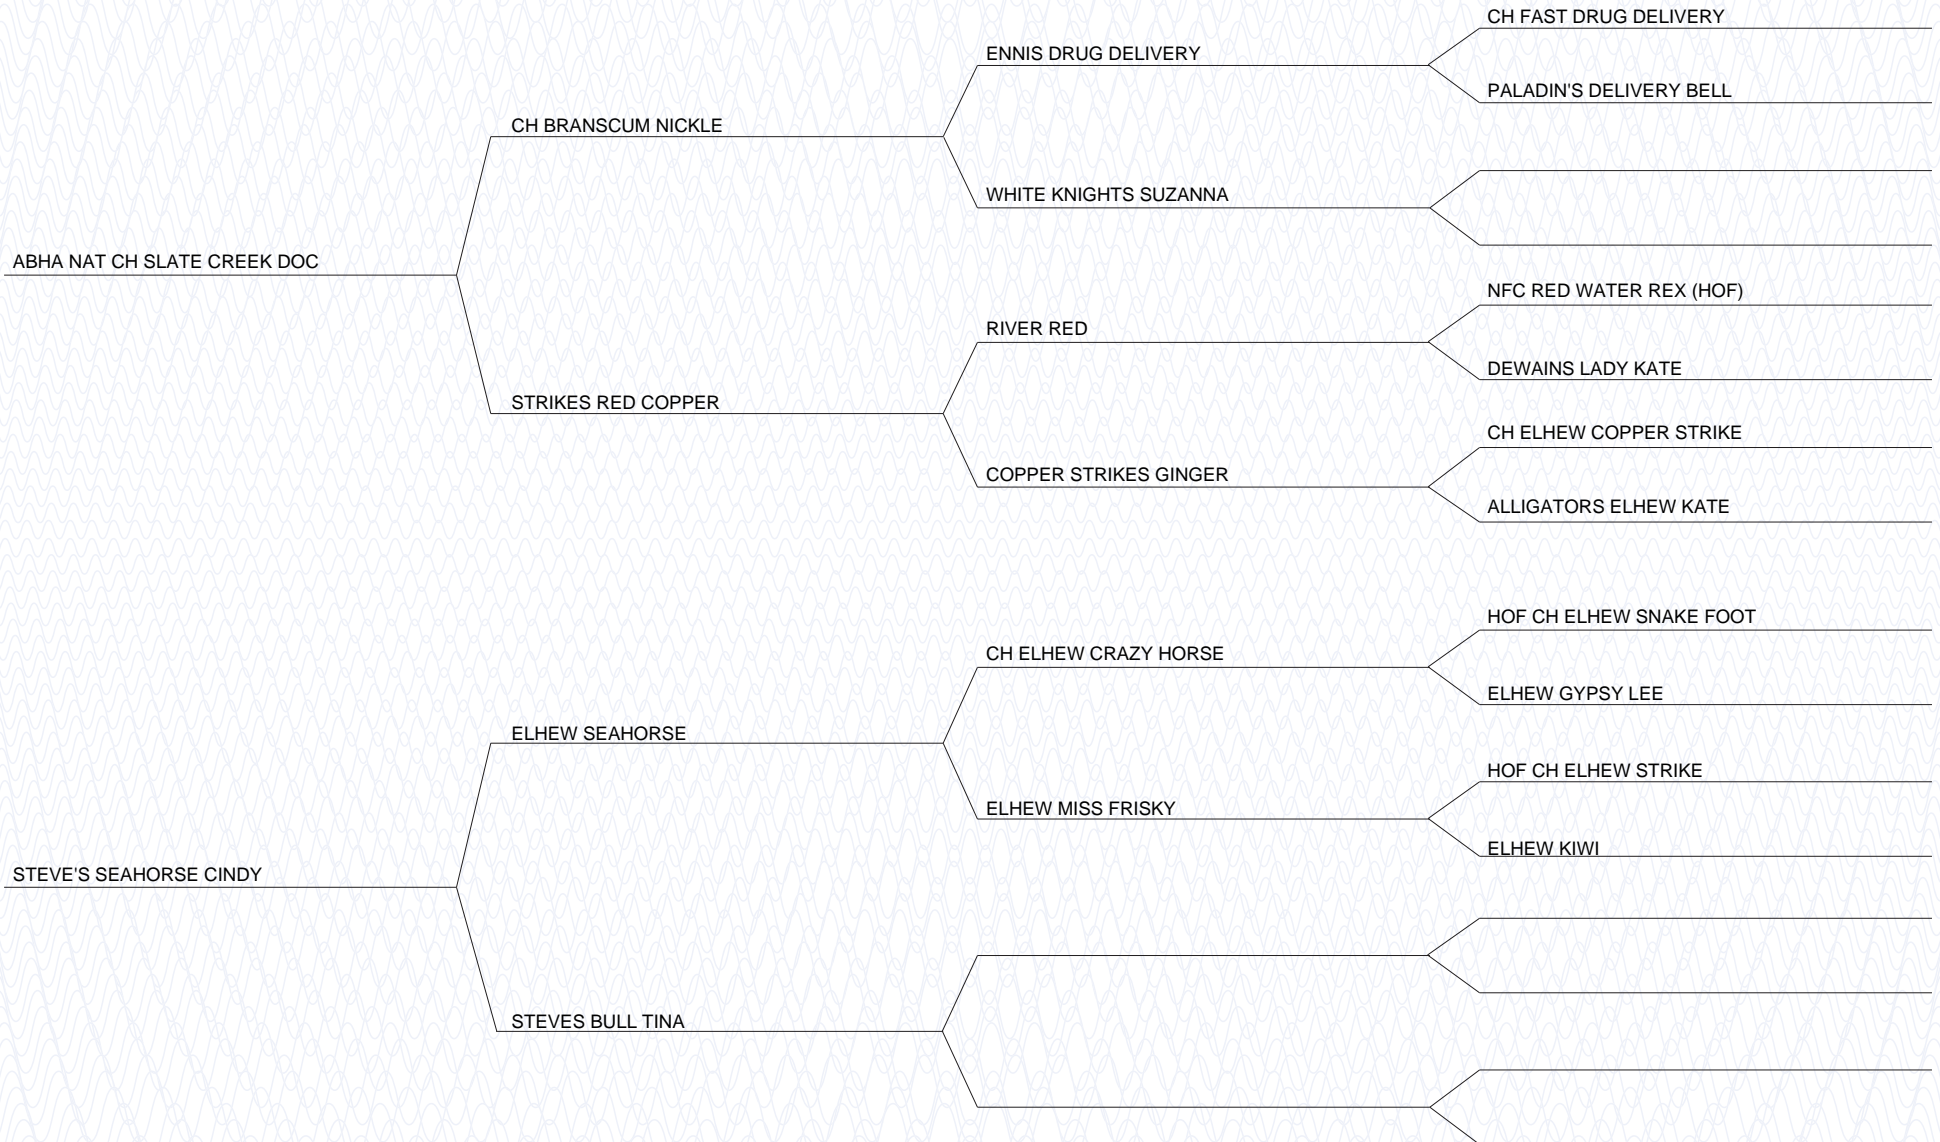 CH FAST DRUG DELIVERY
ENNIS DRUG DELIVERY
PALADIN'S DELIVERY BELL
CH BRANSCUM NICKLE
WHITE KNIGHTS SUZANNA
ABHA NAT CH SLATE CREEK DOC
NFC RED WATER REX (HOF)
RIVER RED
DEWAINS LADY KATE
STRIKES RED COPPER
CH ELHEW COPPER STRIKE
COPPER STRIKES GINGER
ALLIGATORS ELHEW KATE
HOF CH ELHEW SNAKE FOOT
CH ELHEW CRAZY HORSE
ELHEW GYPSY LEE
ELHEW SEAHORSE
HOF CH ELHEW STRIKE
ELHEW MISS FRISKY
ELHEW KIWI
STEVE'S SEAHORSE CINDY
STEVES BULL TINA